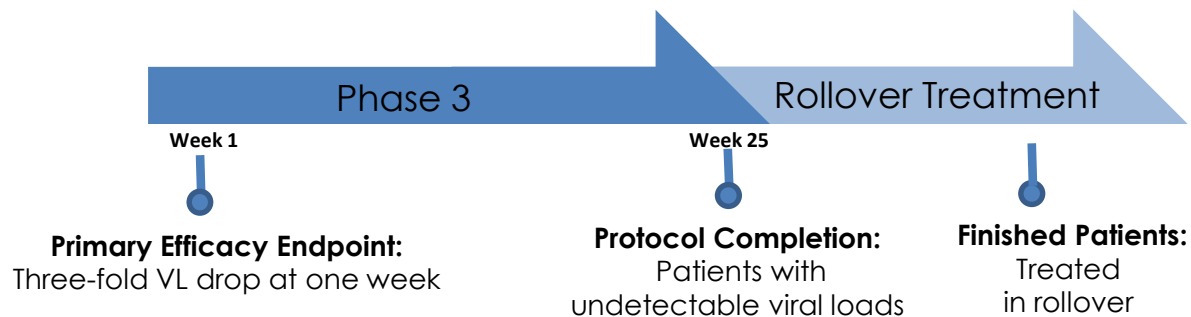 Phase 3
Rollover Treatment
Week 1
Week 25
Primary Efficacy Endpoint:
Three-fold VL drop at one week
Protocol Completion:
Patients with
undetectable viral loads
Finished Patients:
Treated
in rollover